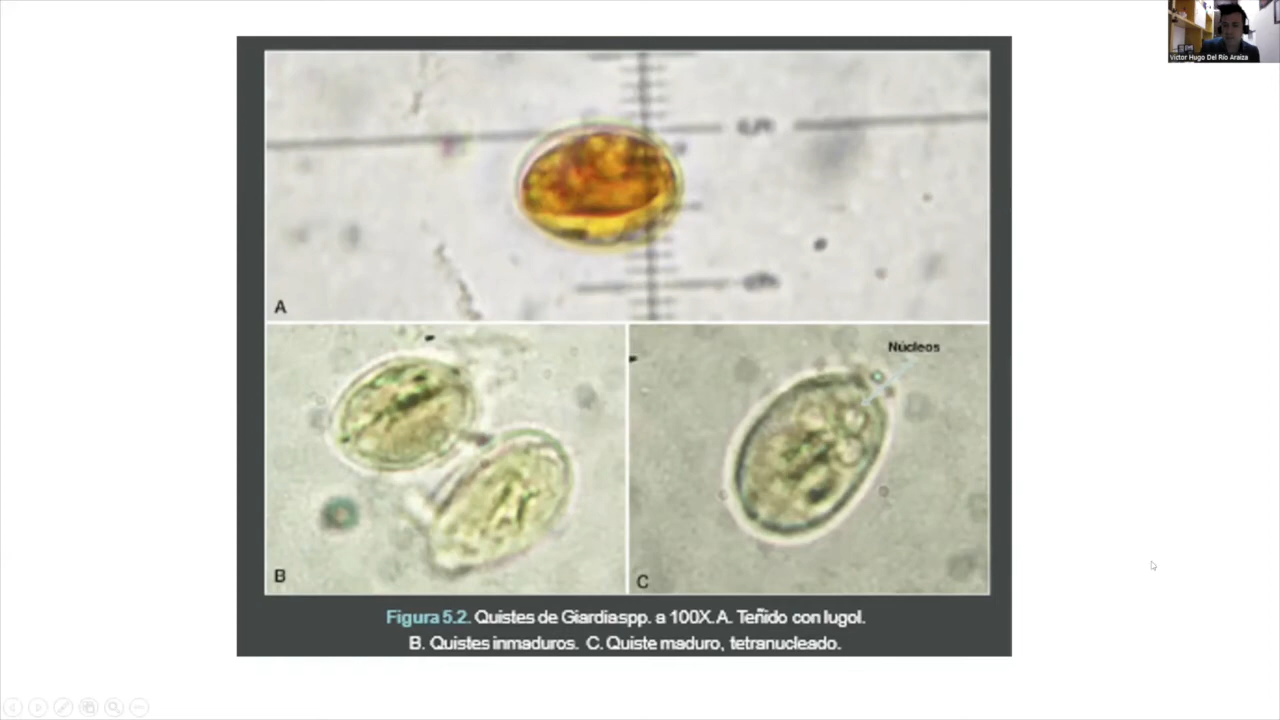 Victor Hugo Del Río Araiza
A
Núcleos
B
C
Figura 5.2. Quistes de Giardiaspp. a 100X. A. Teñido con lugol.
B. Quistes inmaduros. C. Quiste maduro, tetranucleado.